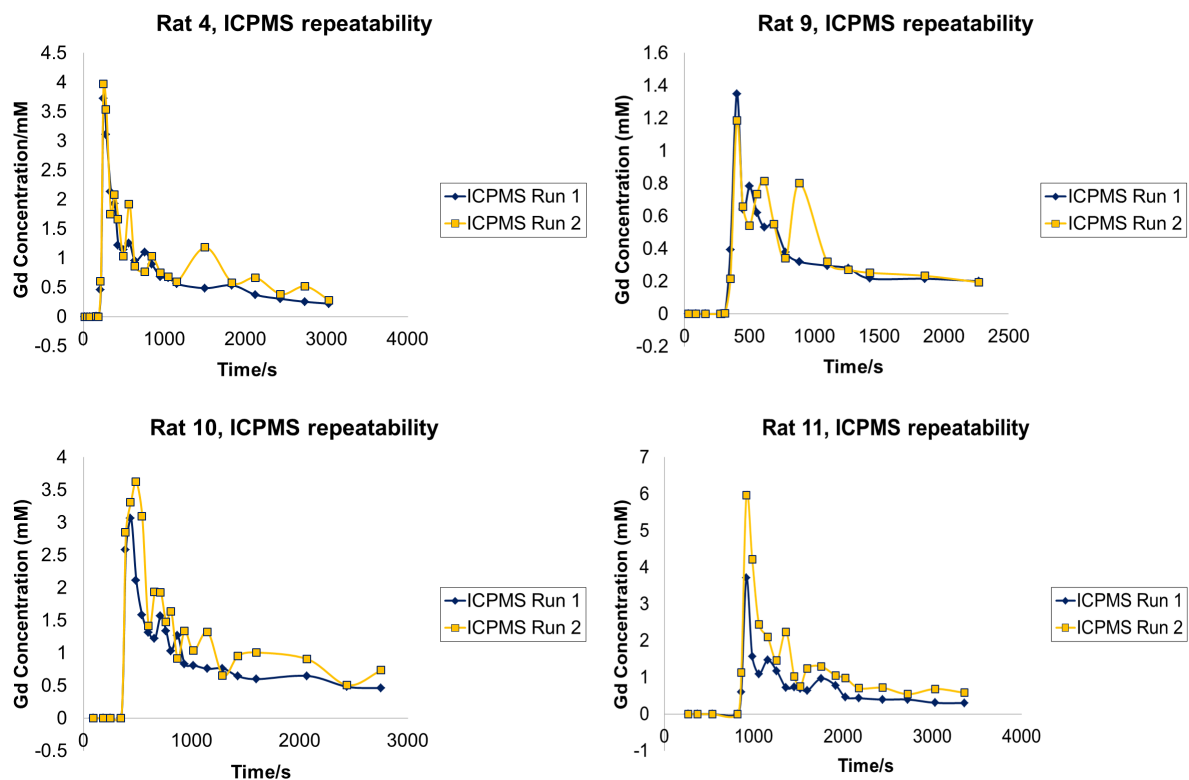 Rat 4, ICPMS repeatability
4.5
4
3.5
3
2.5
2
1.5
1
0.5
0
-0.5
0 1000 2000 3000 4000
Gd Concentration/mM
Time/s
ICPMS Run 1
ICPMS Run 2
Rat 9, ICPMS repeatability
1.6
1.4
1.2
1
0.8
0.6
0.4
0.2
0
-0.2
0 500 1000 1500 2000 2500
Gd Concentration (mM)
Time/s
ICPMS Run 1
ICPMS Run 2
Rat 10, ICPMS repeatability
4
3.5
3
2.5
2
1.5
1
0.5
0
-0.5
0 1000 2000 3000
Gd Concentration (mM)
Time/s
ICPMS Run 1
ICPMS Run 2
Rat 11, ICPMS repeatability
7
6
5
4
3
2
1
0
-1
0 1000 2000 3000 4000
Gd Concentration (mM)
Time/s
ICPMS Run 1
ICPMS Run 2